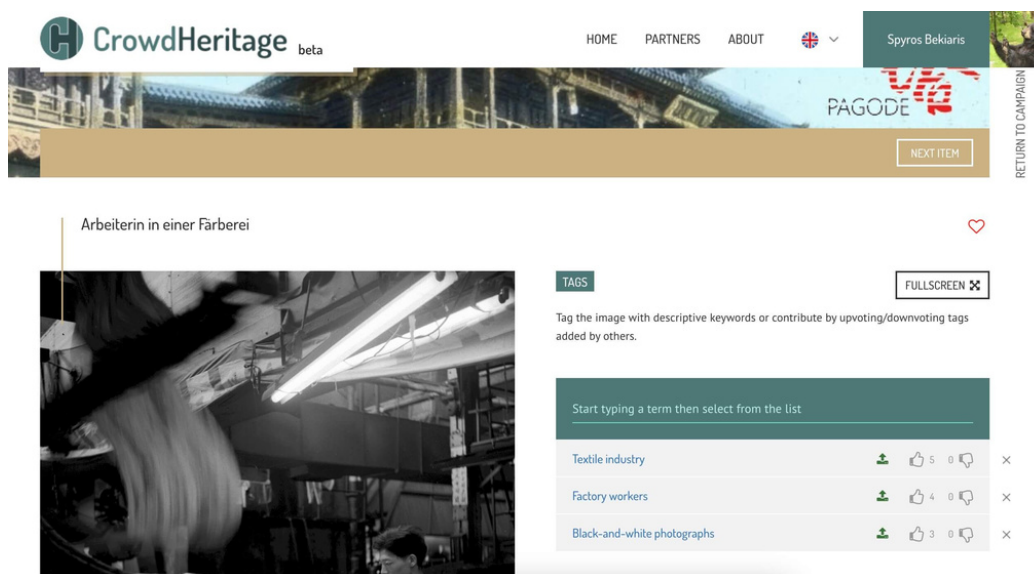 CrowdHeritage beta
HOME PARTNERS ABOUT
Spyros Bekiaris
PAGODE
RETURN TO CAMPAIGN
NEXT ITEM
Arbeiterin in einer Färberei
TAGS
FULLSCREEN
Tag the image with descriptive keywords or contribute by upvoting/downvoting tags
added by others.
Start typing a term then select from the list
Textile industry 5 0
Factory workers 4 0
Black-and-white photographs 3 0